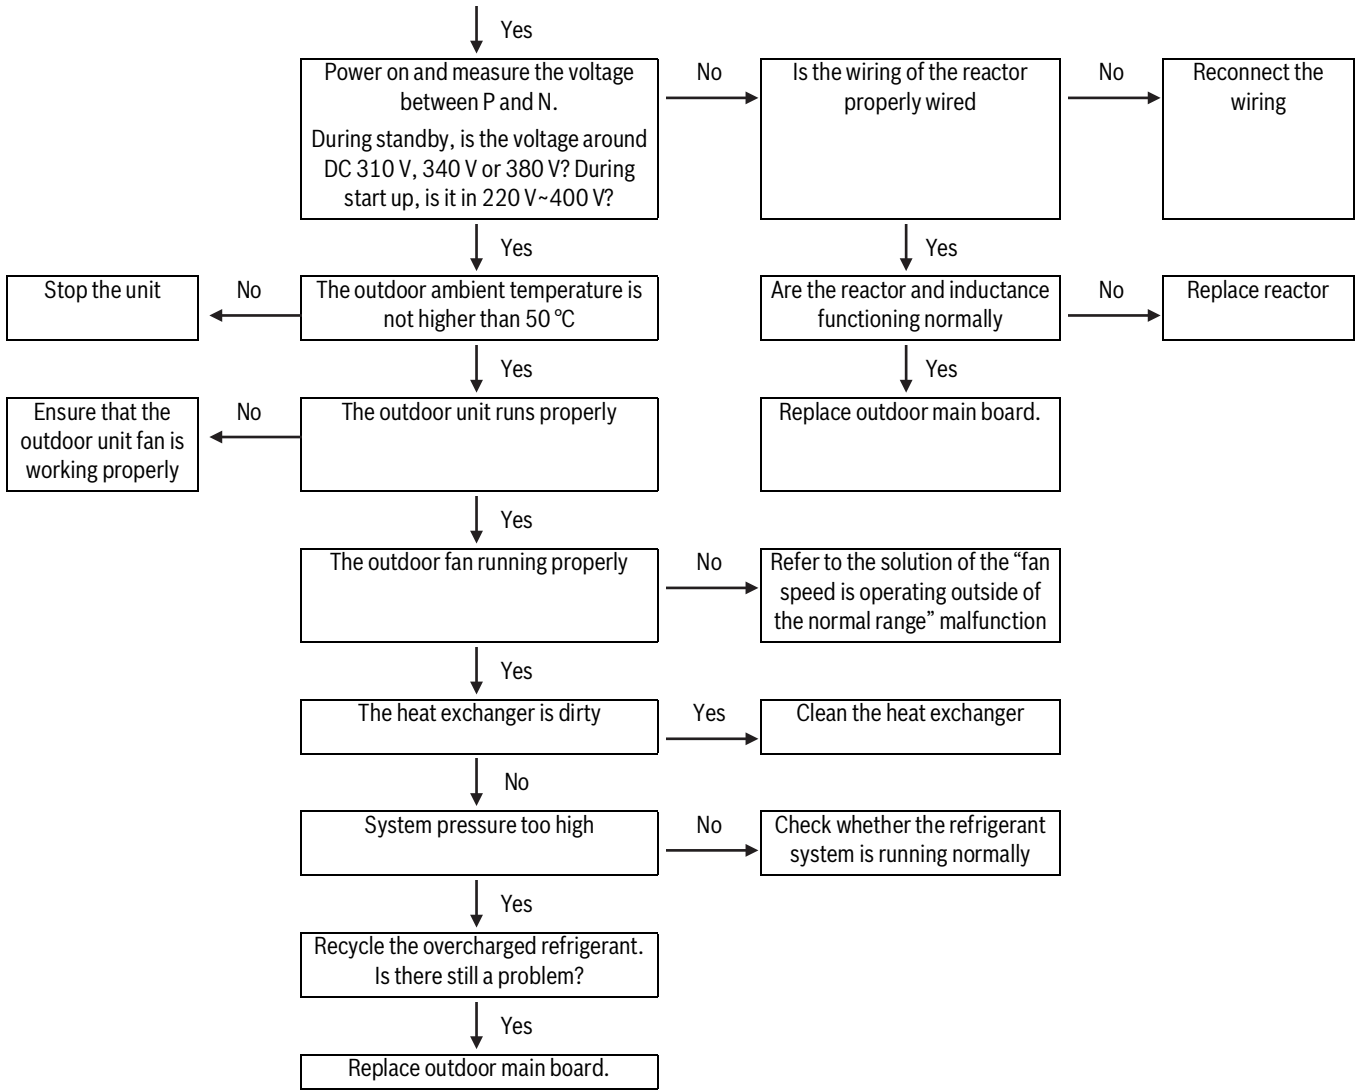 Yes
Power on and measure the voltage
between P and N.
During standby, is the voltage around
DC 310 V, 340 V or 380 V? During
start up, is it in 220 V~400 V?
No
Is the wiring of the reactor
properly wired
No
Reconnect the
wiring
Yes
Yes
Stop the unit
No
The outdoor ambient temperature is
not higher than 50 °C
Are the reactor and inductance
functioning normally
No
Replace reactor
Yes
Yes
Ensure that the
outdoor unit fan is
working properly
No
The outdoor unit runs properly
Replace outdoor main board.
Yes
The outdoor fan running properly
No
Refer to the solution of the “fan
speed is operating outside of
the normal range” malfunction
Yes
The heat exchanger is dirty
Yes
Clean the heat exchanger
No
System pressure too high
No
Check whether the refrigerant
system is running normally
Yes
Recycle the overcharged refrigerant.
Is there still a problem?
Yes
Replace outdoor main board.